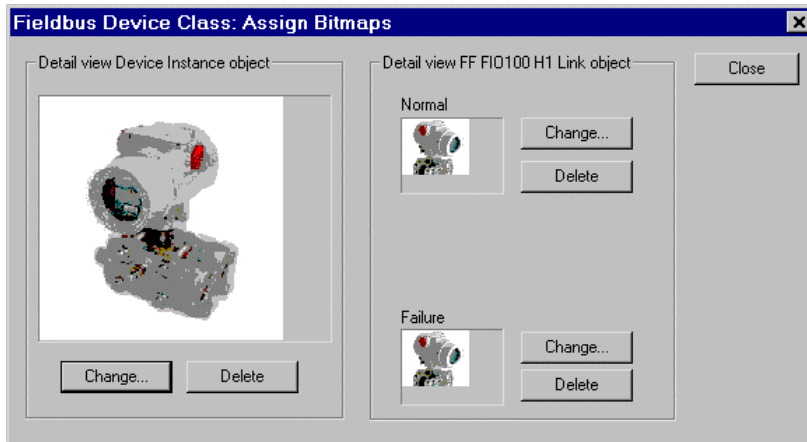 Fieldbus Device Class: Assign Bitmaps
Detail view Device Instance object
Change...
Delete
Detail view FF FIO100 H1 Link object
Normal
Change...
Delete
Failure
Change...
Delete
Close